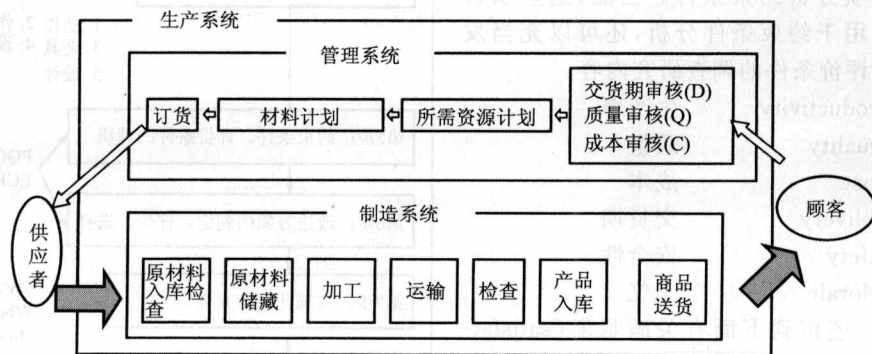 生产系统
管理系统
订货
材料计划
所需资源计划
交货期审核(D)
质量审核(Q)
成本审核(C)
供应者
顾客
制造系统
原材料
入库检
查
原材料
储藏
加工
运输
检查
产品
入库
商品
送货